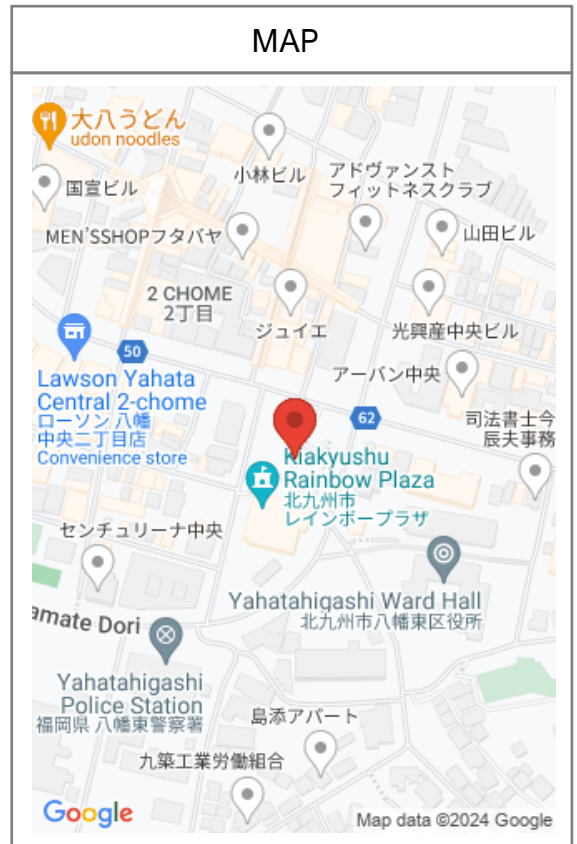 MAP
大八うどん
udon noodles
小林ビル
アドヴァンスト
フィットネスクラブ
国宣ビル
MEN'SSHOPフタバヤ
山田ビル
2 CHOME
2丁目
ジュイエ
光興産中央ビル
50
アーバン中央
Lawson Yahata
Central 2-chome
ローソン 八幡
中央二丁目店
Convenience store
62
司法書士今
辰夫事務
Kiakyushu
Rainbow Plaza
北九州市
レインボープラザ
センチュリーナ中央
Yahatahigashi Ward Hall
北九州市八幡東区役所
amate Dori
Yahatahigashi
Police Station
福岡県 八幡東警察署
島添アパート
九築工業労働組合
Google
Map data ©2024 Google